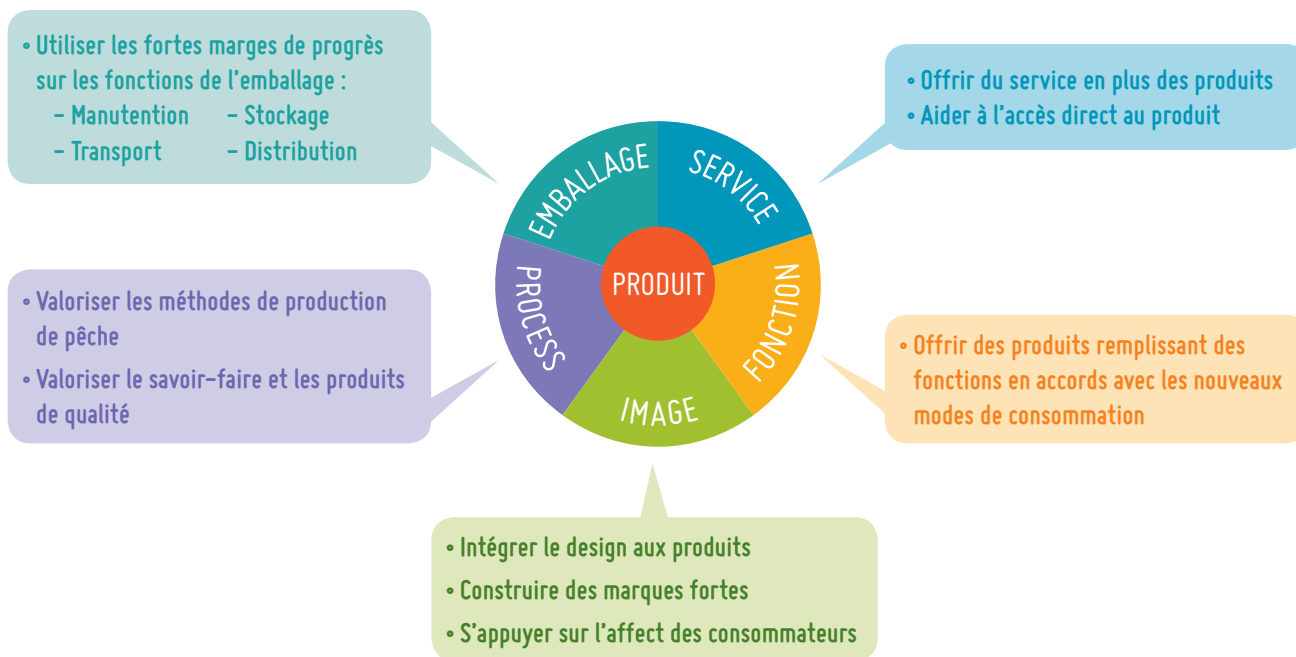 • Utiliser les fortes marges de progrès
sur les fonctions de l'emballage :
– Manutention – Stockage
– Transport – Distribution
• Offrir du service en plus des produits
• Aider à l'accès direct au produit
EMBALLAGE
SERVICE
PROCESS
PRODUIT
FONCTION
IMAGE
• Valoriser les méthodes de production
de pêche
• Valoriser le savoir-faire et les produits
de qualité
• Offrir des produits remplissant des
fonctions en accords avec les nouveaux
modes de consommation
• Intégrer le design aux produits
• Construire des marques fortes
• S'appuyer sur l'affect des consommateurs